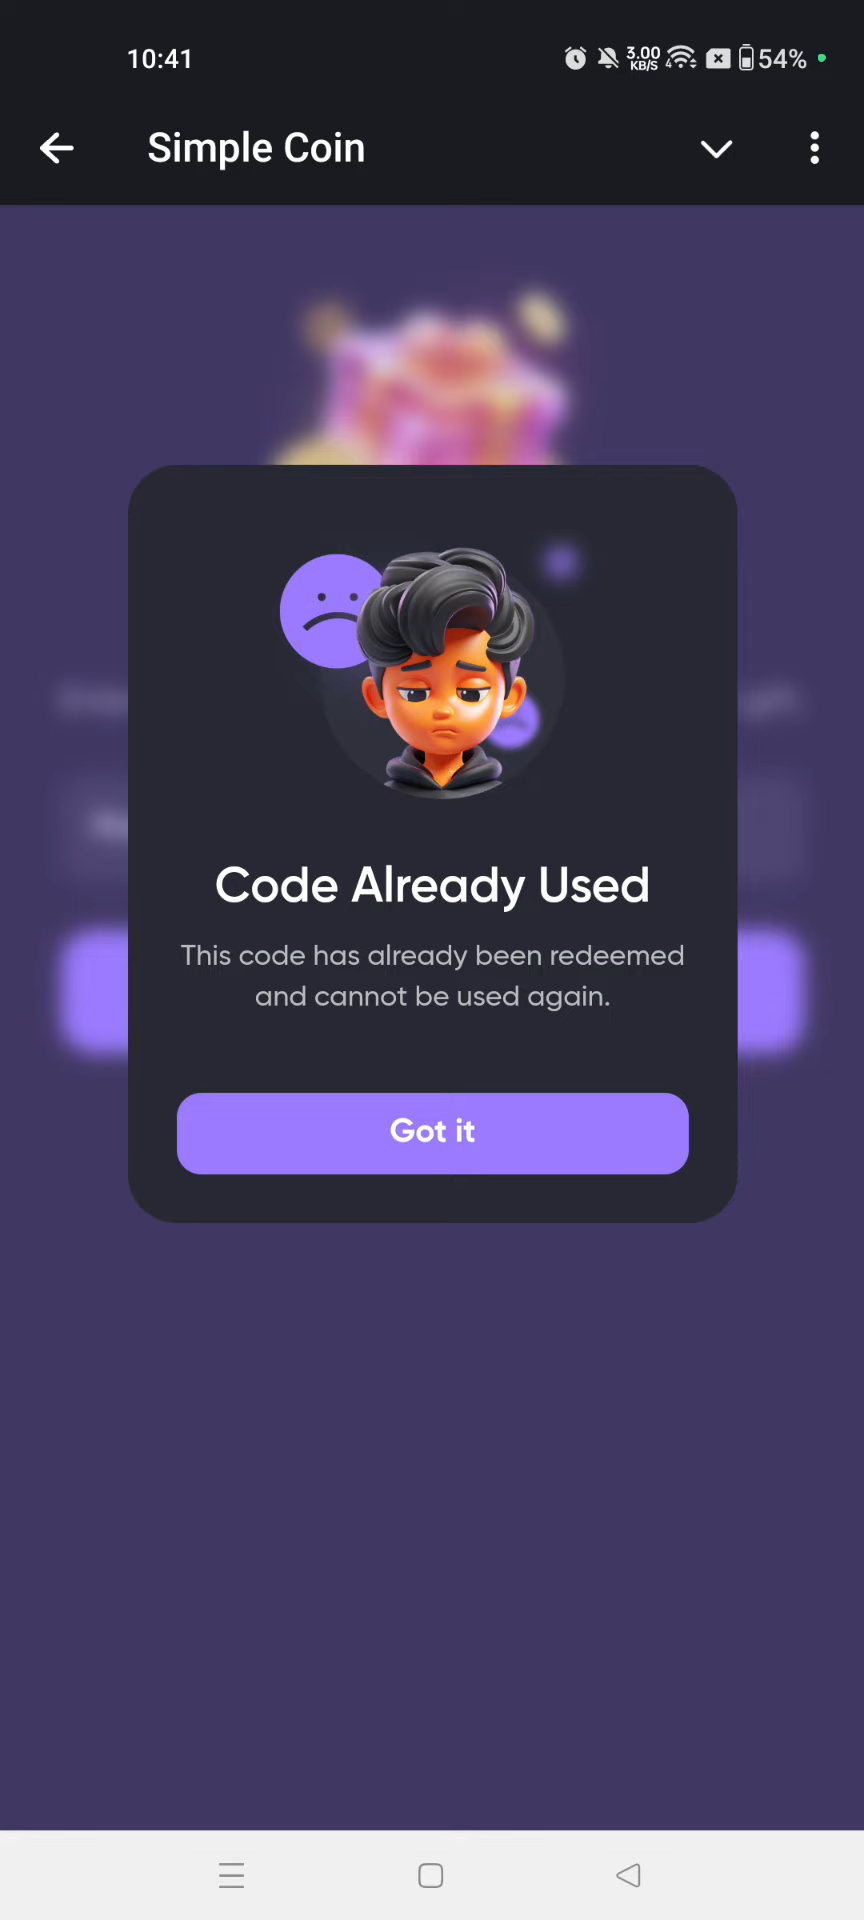 10:41
3.00
KB/S
4
54%
Simple Coin
Code Already Used
This code has already been redeemed
and cannot be used again.
Got it